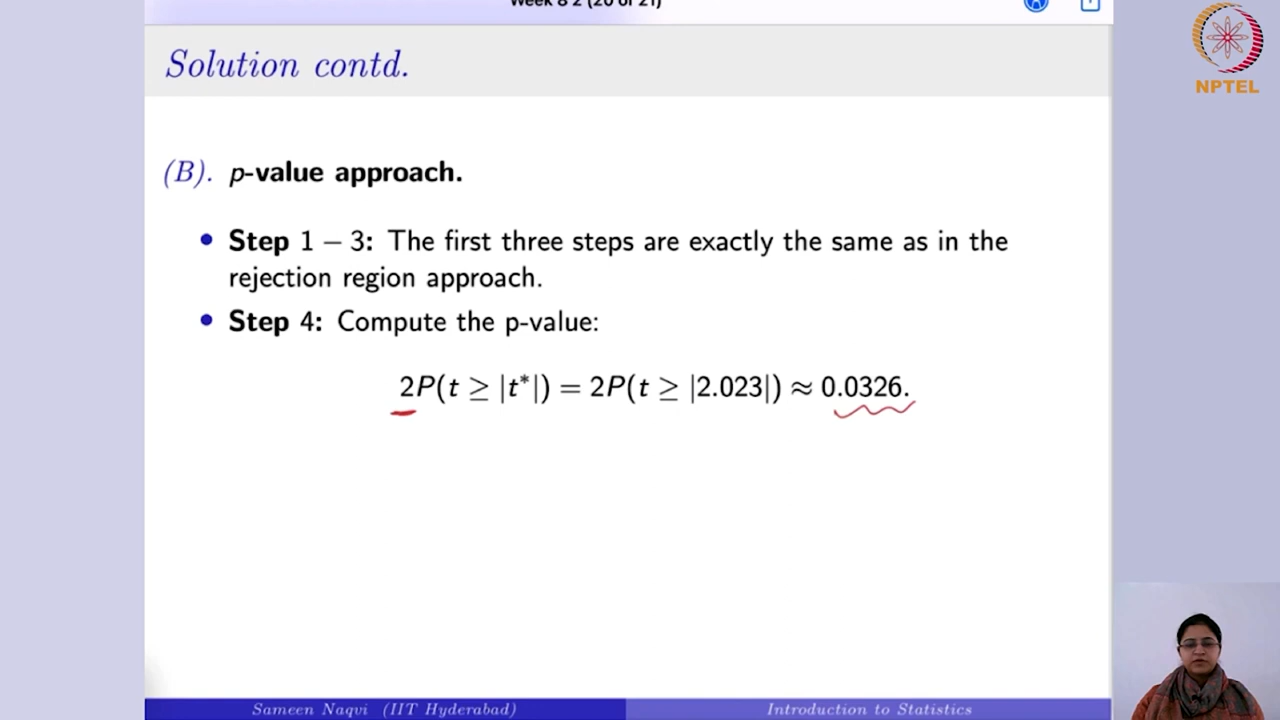 Week 8 2 (20 of 21)
NPTEL
Solution contd.
(B). p-value approach.
• Step 1 − 3: The first three steps are exactly the same as in the
rejection region approach.
• Step 4: Compute the p-value:
2P(t ≥ |t*|) = 2P(t ≥ |2.023|) ≈ 0.0326.
Sameen Naqvi (IIT Hyderabad) Introduction to Statistics